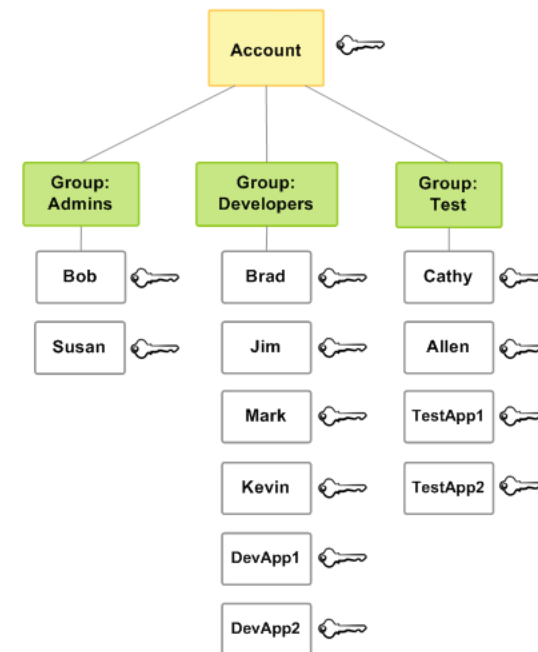 Account
Group:
Admins
Group:
Developers
Group:
Test
Bob
Brad
Cathy
Susan
Jim
Allen
Mark
TestApp1
Kevin
TestApp2
DevApp1
DevApp2